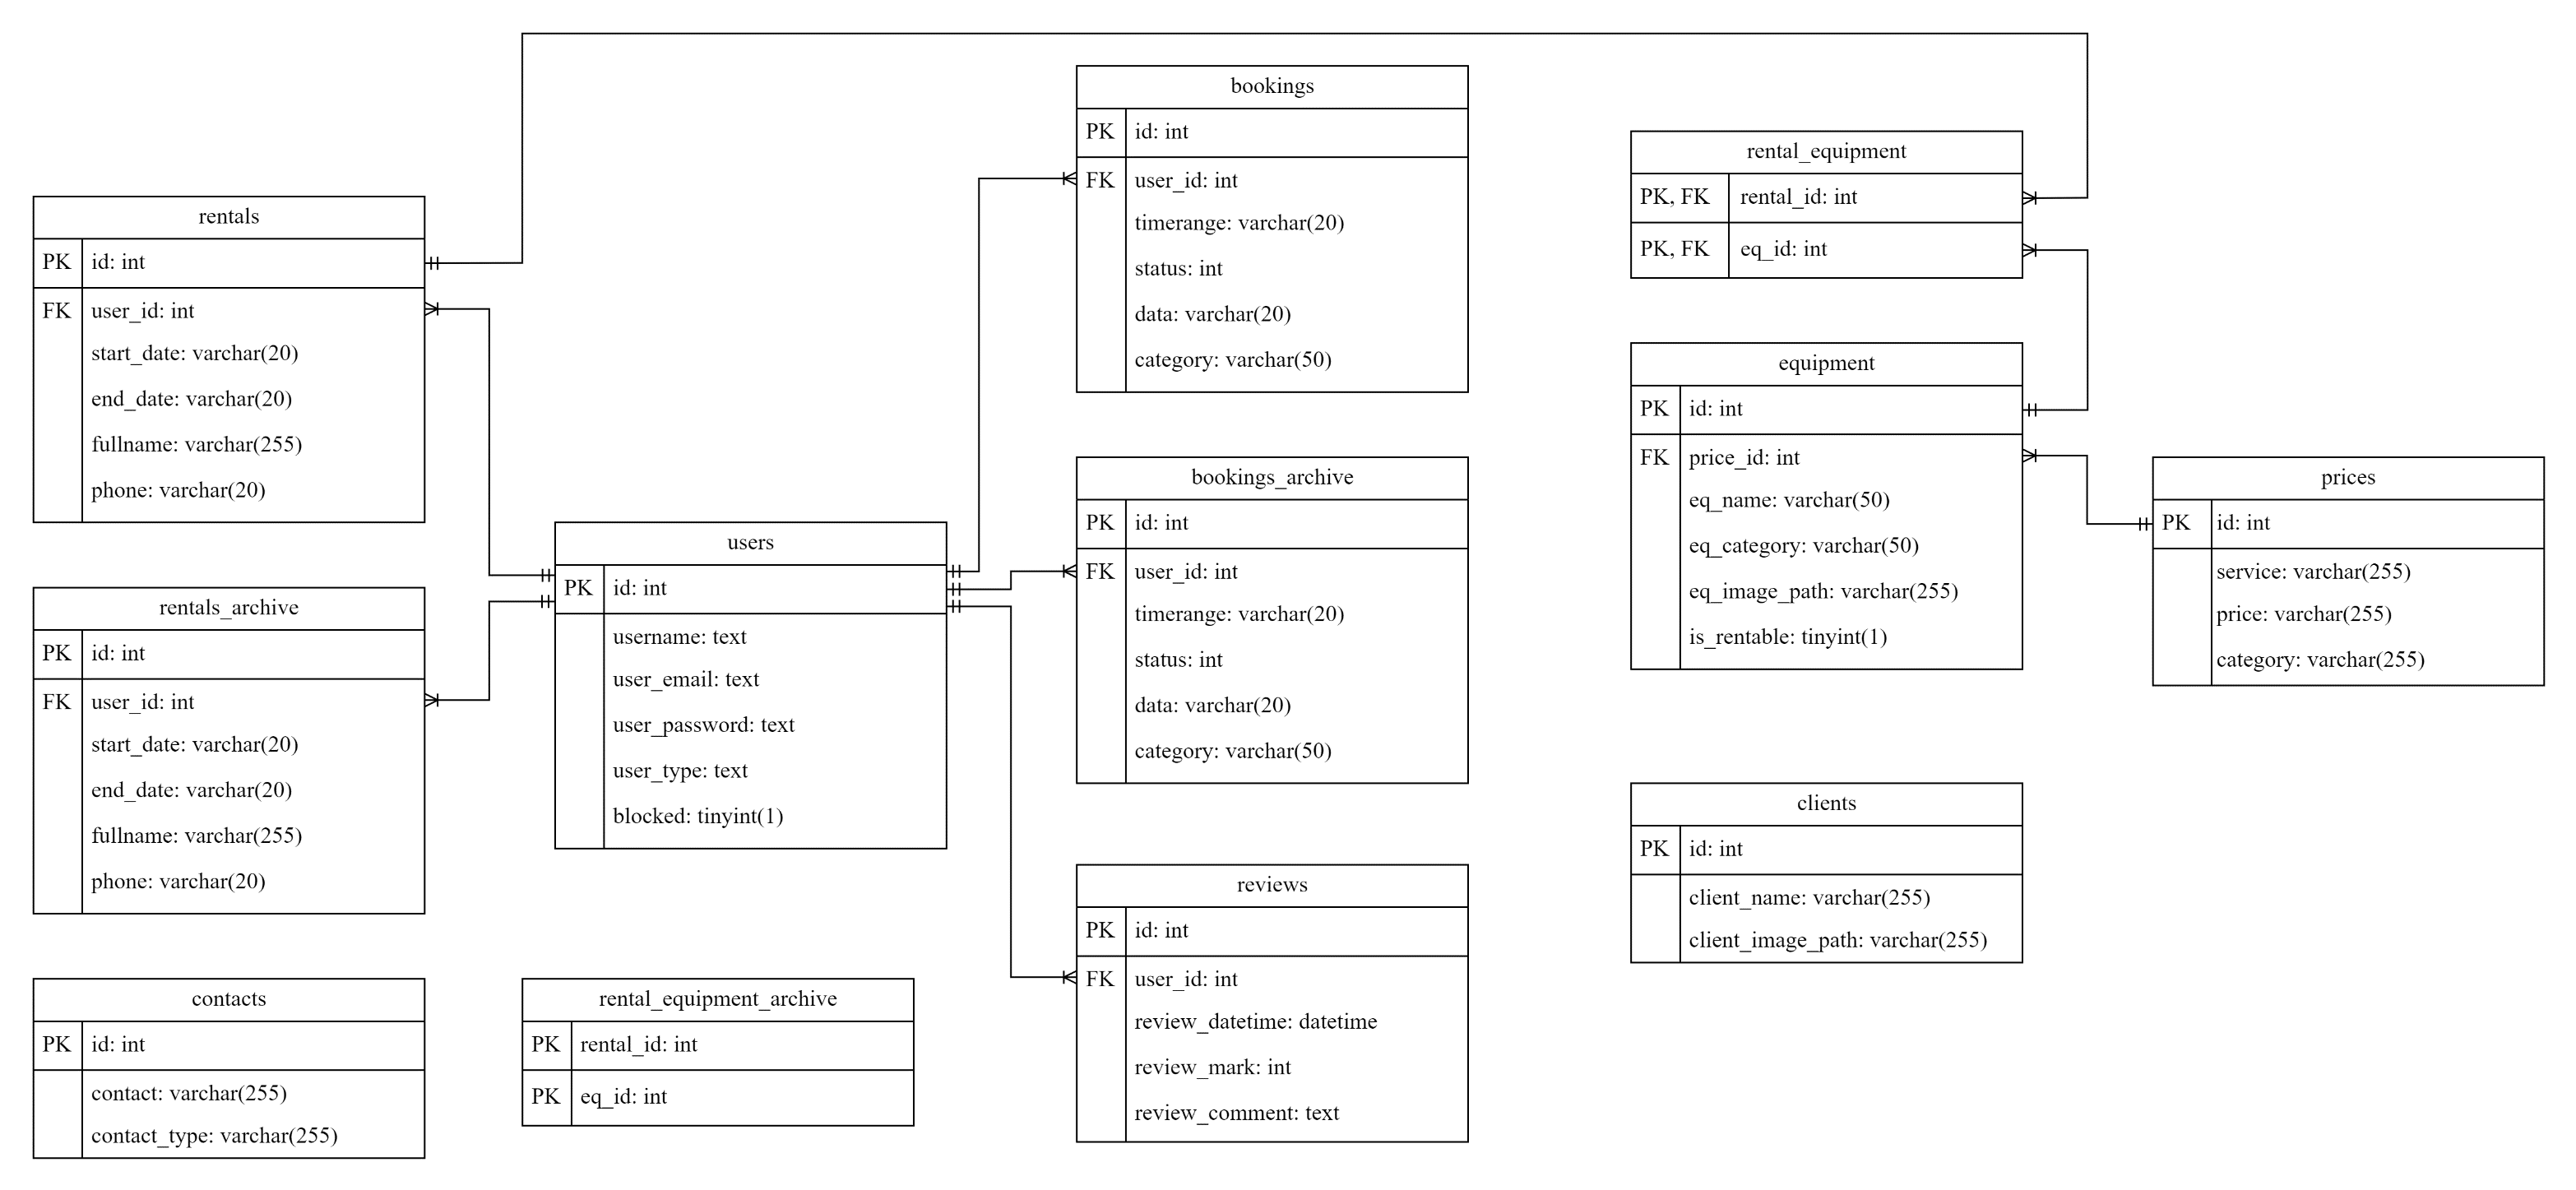 rentals
PK id: int
FK user_id: int
start_date: varchar(20)
end_date: varchar(20)
fullname: varchar(255)
phone: varchar(20)
rentals_archive
PK id: int
FK user_id: int
start_date: varchar(20)
end_date: varchar(20)
fullname: varchar(255)
phone: varchar(20)
contacts
PK id: int
contact: varchar(255)
contact_type: varchar(255)
users
PK id: int
username: text
user_email: text
user_password: text
user_type: text
blocked: tinyint(1)
rental_equipment_archive
PK rental_id: int
PK eq_id: int
bookings
PK id: int
FK user_id: int
timerange: varchar(20)
status: int
data: varchar(20)
category: varchar(50)
bookings_archive
PK id: int
FK user_id: int
timerange: varchar(20)
status: int
data: varchar(20)
category: varchar(50)
reviews
PK id: int
FK user_id: int
review_datetime: datetime
review_mark: int
review_comment: text
rental_equipment
PK, FK rental_id: int
PK, FK eq_id: int
equipment
PK id: int
FK price_id: int
eq_name: varchar(50)
eq_category: varchar(50)
eq_image_path: varchar(255)
is_rentable: tinyint(1)
clients
PK id: int
client_name: varchar(255)
client_image_path: varchar(255)
prices
PK id: int
service: varchar(255)
price: varchar(255)
category: varchar(255)